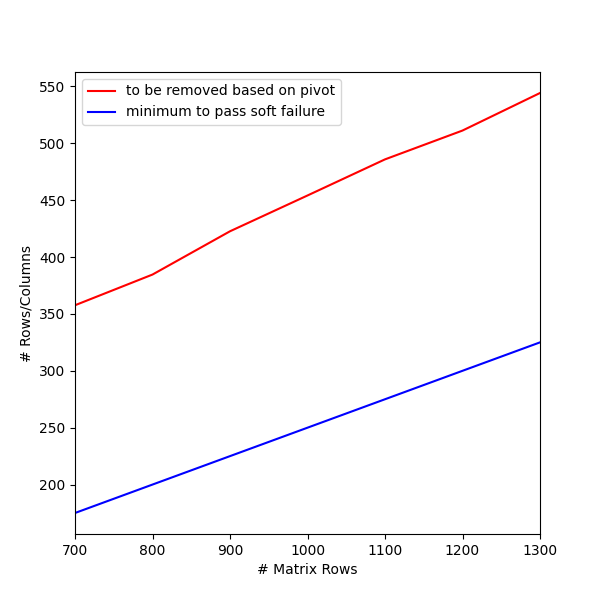 to be removed based on pivot
minimum to pass soft failure
550
500
450
400
350
300
250
200
# Rows/Columns
700 800 900 1000 1100 1200 1300
# Matrix Rows